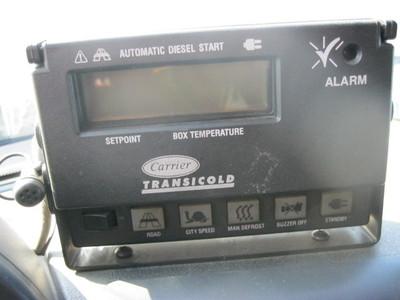 AUTOMATIC DIESEL START
ALARM
SETPOINT BOX TEMPERATURE
Carrier
TRANSICOLD
ROAD CITY SPEED MAN DEFROST BUZZER OFF STANDBY